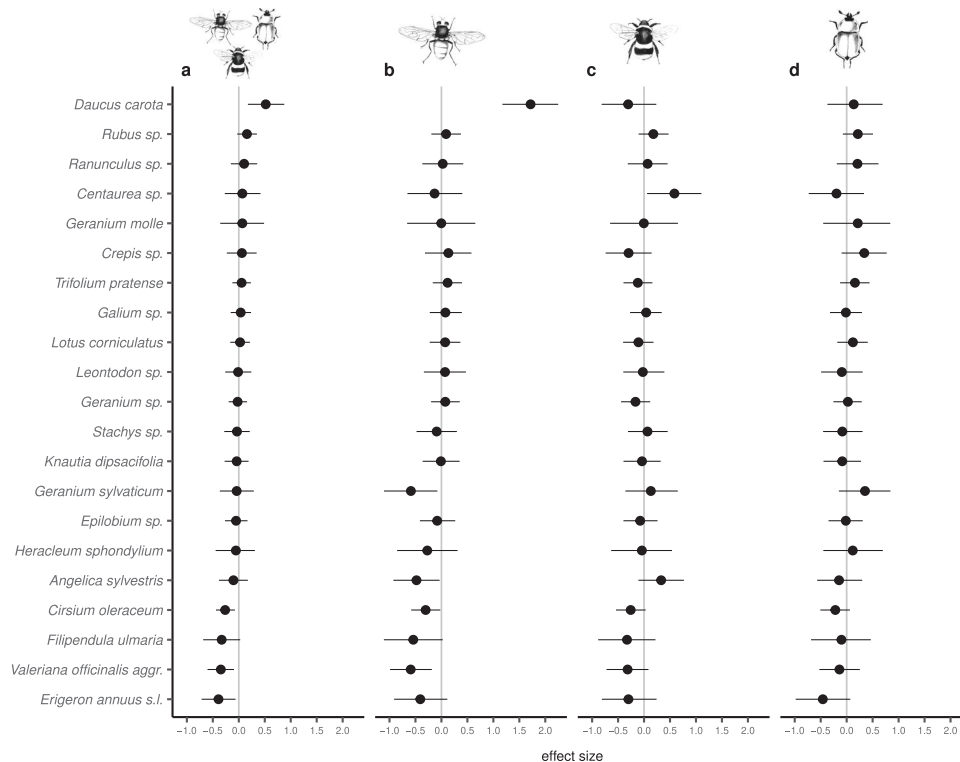 a b c d
Daucus carota
Rubus sp.
Ranunculus sp.
Centaurea sp.
Geranium molle
Crepis sp.
Trifolium pratense
Galium sp.
Lotus corniculatus
Leontodon sp.
Geranium sp.
Stachys sp.
Knautia dipsacifolia
Geranium sylvaticum
Epilobium sp.
Heracleum sphondylium
Angelica sylvestris
Cirsium oleraceum
Filipendula ulmaria
Valeriana officinalis aggr.
Erigeron annuus s.l.
−1.0 −0.5 0.0 0.5 1.0 1.5 2.0 −1.0 −0.5 0.0 0.5 1.0 1.5 2.0 −1.0 −0.5 0.0 0.5 1.0 1.5 2.0 −1.0 −0.5 0.0 0.5 1.0 1.5 2.0
effect size